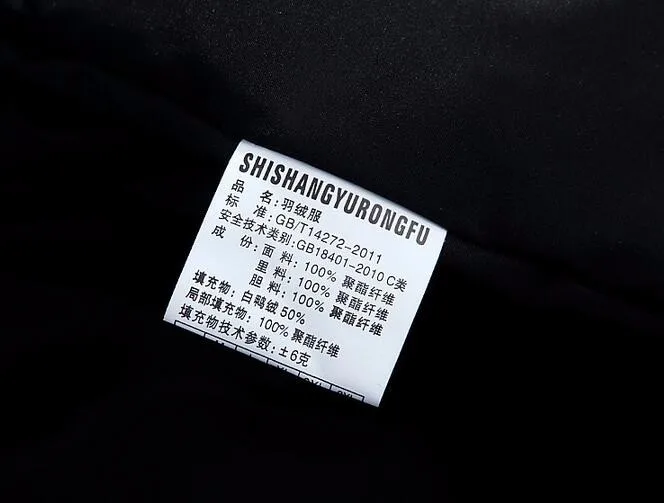 SHISHANGYURONGFU
品 名：羽绒服
标 准：GB/T14272-2011
安全技术类别：GB18401-2010 C类
成 份：面 料：100% 聚酯纤维
里 料：100% 聚酯纤维
胆 料：100% 聚酯纤维
填充物：白鸭绒 50%
局部填充物：100% 聚酯纤维
填充物技术参数：±6克